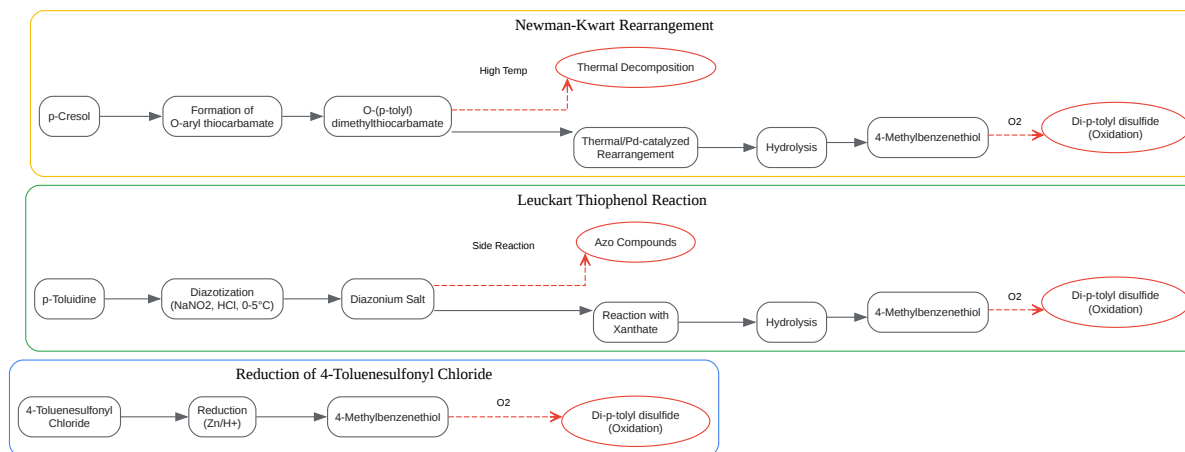 Newman-Kwart Rearrangement
High Temp
Thermal Decomposition
p-Cresol
Formation of
O-aryl thiocarbamate
O-(p-tolyl)
dimethylthiocarbamate
Thermal/Pd-catalyzed
Rearrangement
Hydrolysis
4-Methylbenzenethiol
O2
Di-p-tolyl disulfide
(Oxidation)
Leuckart Thiophenol Reaction
Side Reaction
Azo Compounds
p-Toluidine
Diazotization
(NaNO2, HCl, 0-5°C)
Diazonium Salt
Reaction with
Xanthate
Hydrolysis
4-Methylbenzenethiol
O2
Di-p-tolyl disulfide
(Oxidation)
Reduction of 4-Toluenesulfonyl Chloride
4-Toluenesulfonyl
Chloride
Reduction
(Zn/H+)
4-Methylbenzenethiol
O2
Di-p-tolyl disulfide
(Oxidation)